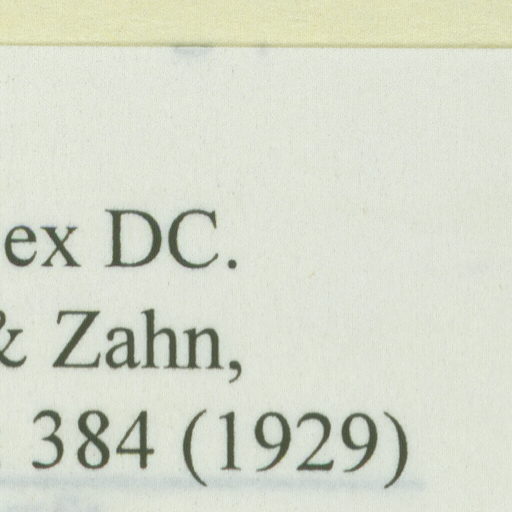 ex DC.
& Zahn,
384 (1929)